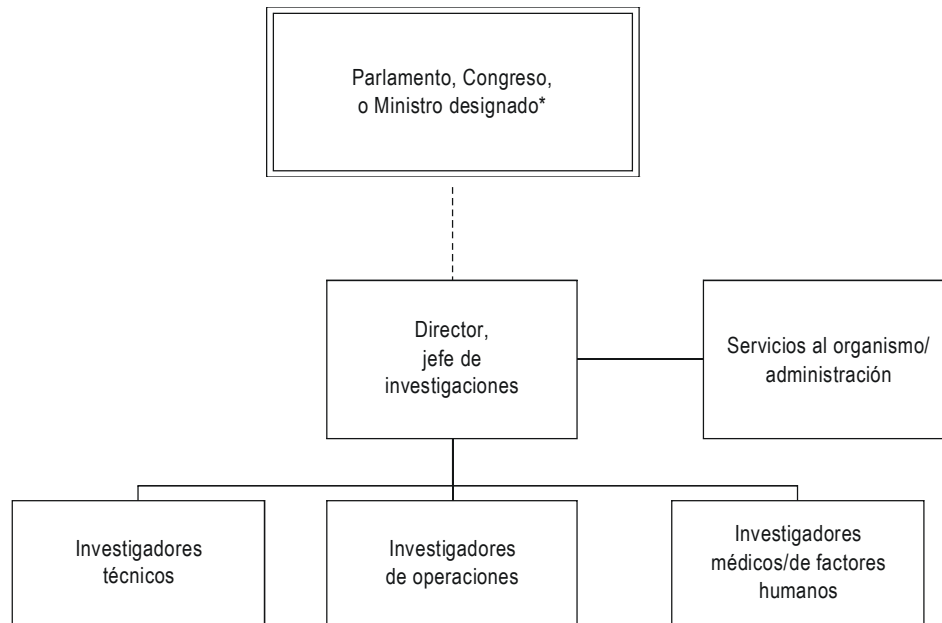 Parlamento, Congreso,
o Ministro designado*
Director,
jefe de
investigaciones
Servicios al organismo/
administración
Investigadores
técnicos
Investigadores
de operaciones
Investigadores
médicos/de factores
humanos